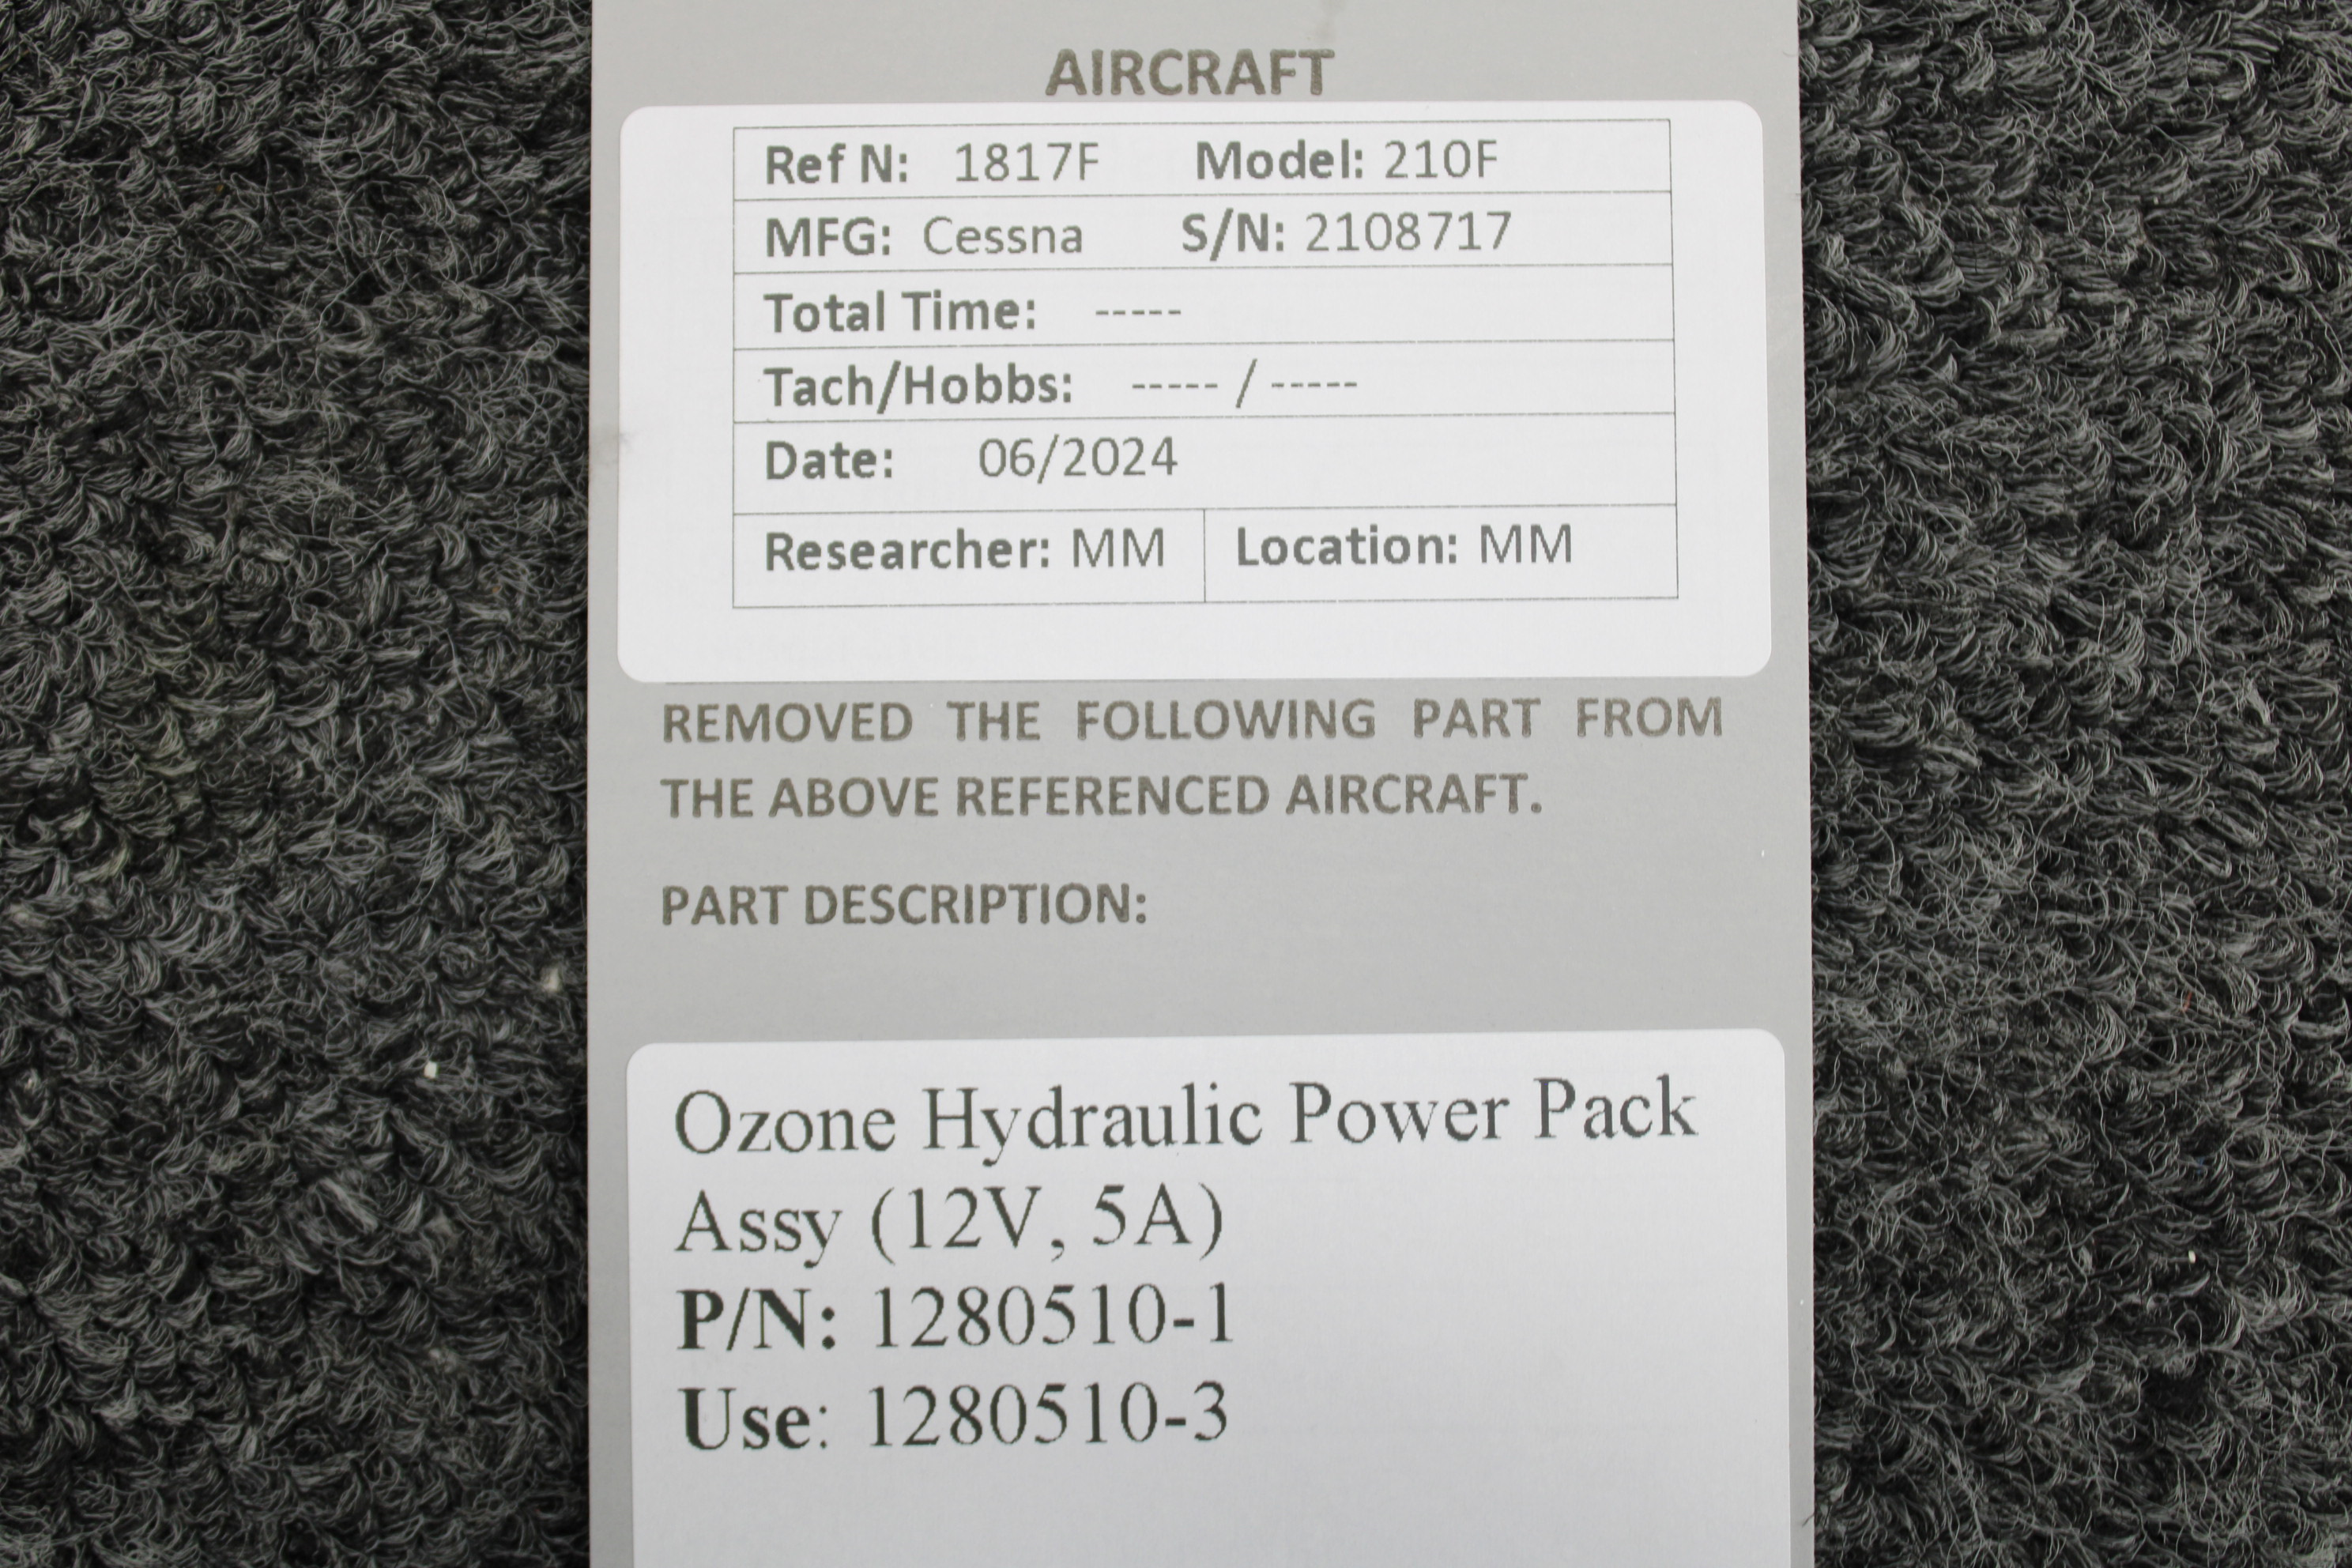 AIRCRAFT
Ref N: 1817F Model: 210F
MFG: Cessna S/N: 2108717
Total Time: -----
Tach/Hobbs: ----- / -----
Date: 06/2024
Researcher: MM Location: MM
REMOVED THE FOLLOWING PART FROM
THE ABOVE REFERENCED AIRCRAFT.
PART DESCRIPTION:
Ozone Hydraulic Power Pack
Assy (12V, 5A)
P/N: 1280510-1
Use: 1280510-3